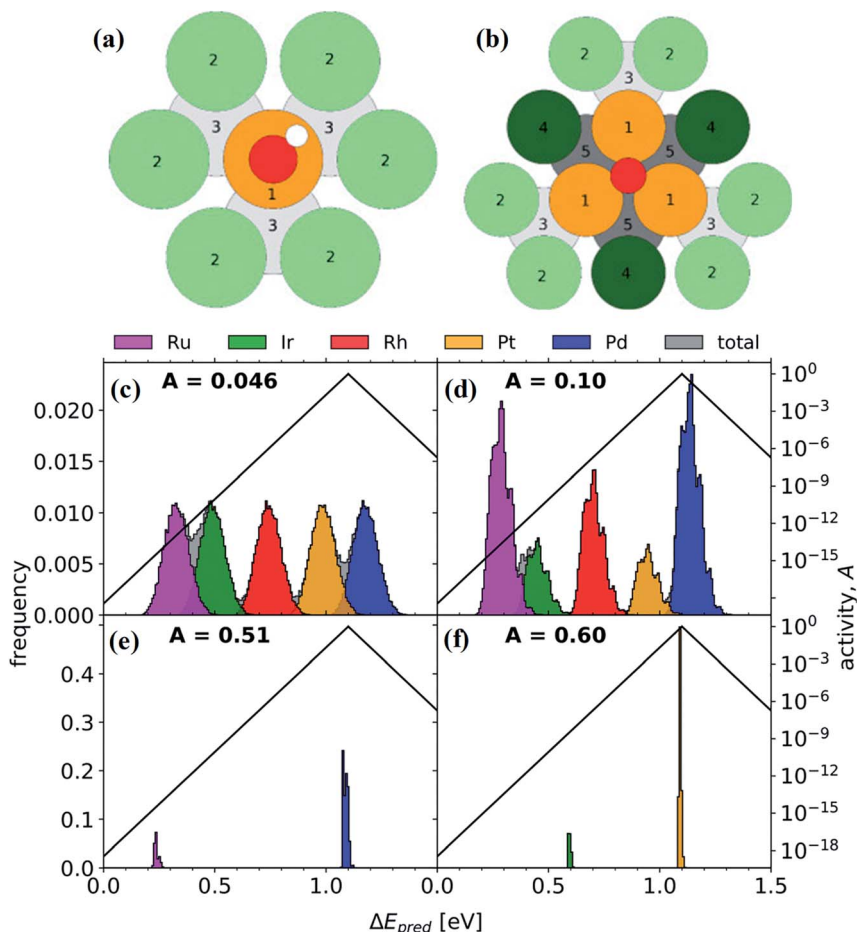 (a)
2 2
3 3
2 2
1
3
2 2
(b)
2 2
3
4 1 4
5 5
2 1 1 2
3 5 3
2 4 2
Ru Ir Rh Pt Pd total
(c) A = 0.046
(d) A = 0.10
0.020
0.015
0.010
0.005
0.000
10⁰
10⁻³
10⁻⁶
10⁻⁹
10⁻¹²
10⁻¹⁵
frequency
activity, A
(e) A = 0.51
(f) A = 0.60
0.4
0.3
0.2
0.1
0.0
10⁰
10⁻³
10⁻⁶
10⁻⁹
10⁻¹²
10⁻¹⁵
10⁻¹⁸
0.0 0.5 1.0 0.0 0.5 1.0 1.5
ΔE_pred [eV]